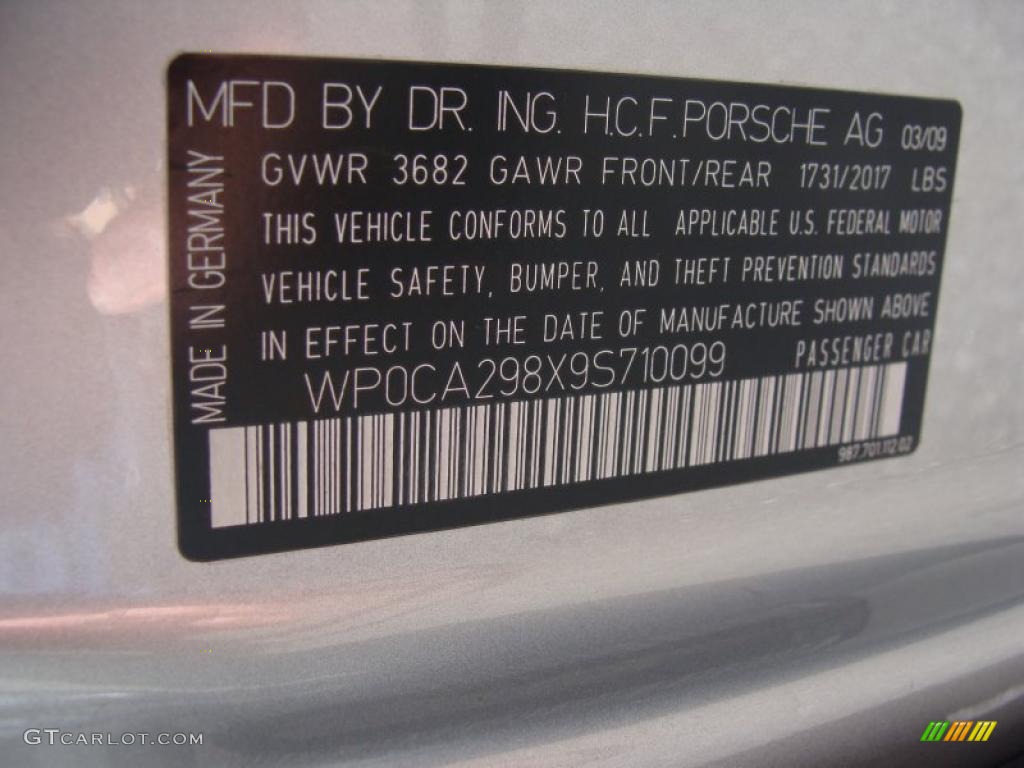 MFD BY DR. ING. H.C.F. PORSCHE AG 03/09
GVWR 3682 GAWR FRONT/REAR 1731/2017 LBS
THIS VEHICLE CONFORMS TO ALL APPLICABLE U.S. FEDERAL MOTOR
VEHICLE SAFETY, BUMPER, AND THEFT PREVENTION STANDARDS
IN EFFECT ON THE DATE OF MANUFACTURE SHOWN ABOVE
WP0CA298X9S710099 PASSENGER CAR
987.701.112.02
MADE IN GERMANY
GTCARLOT.COM